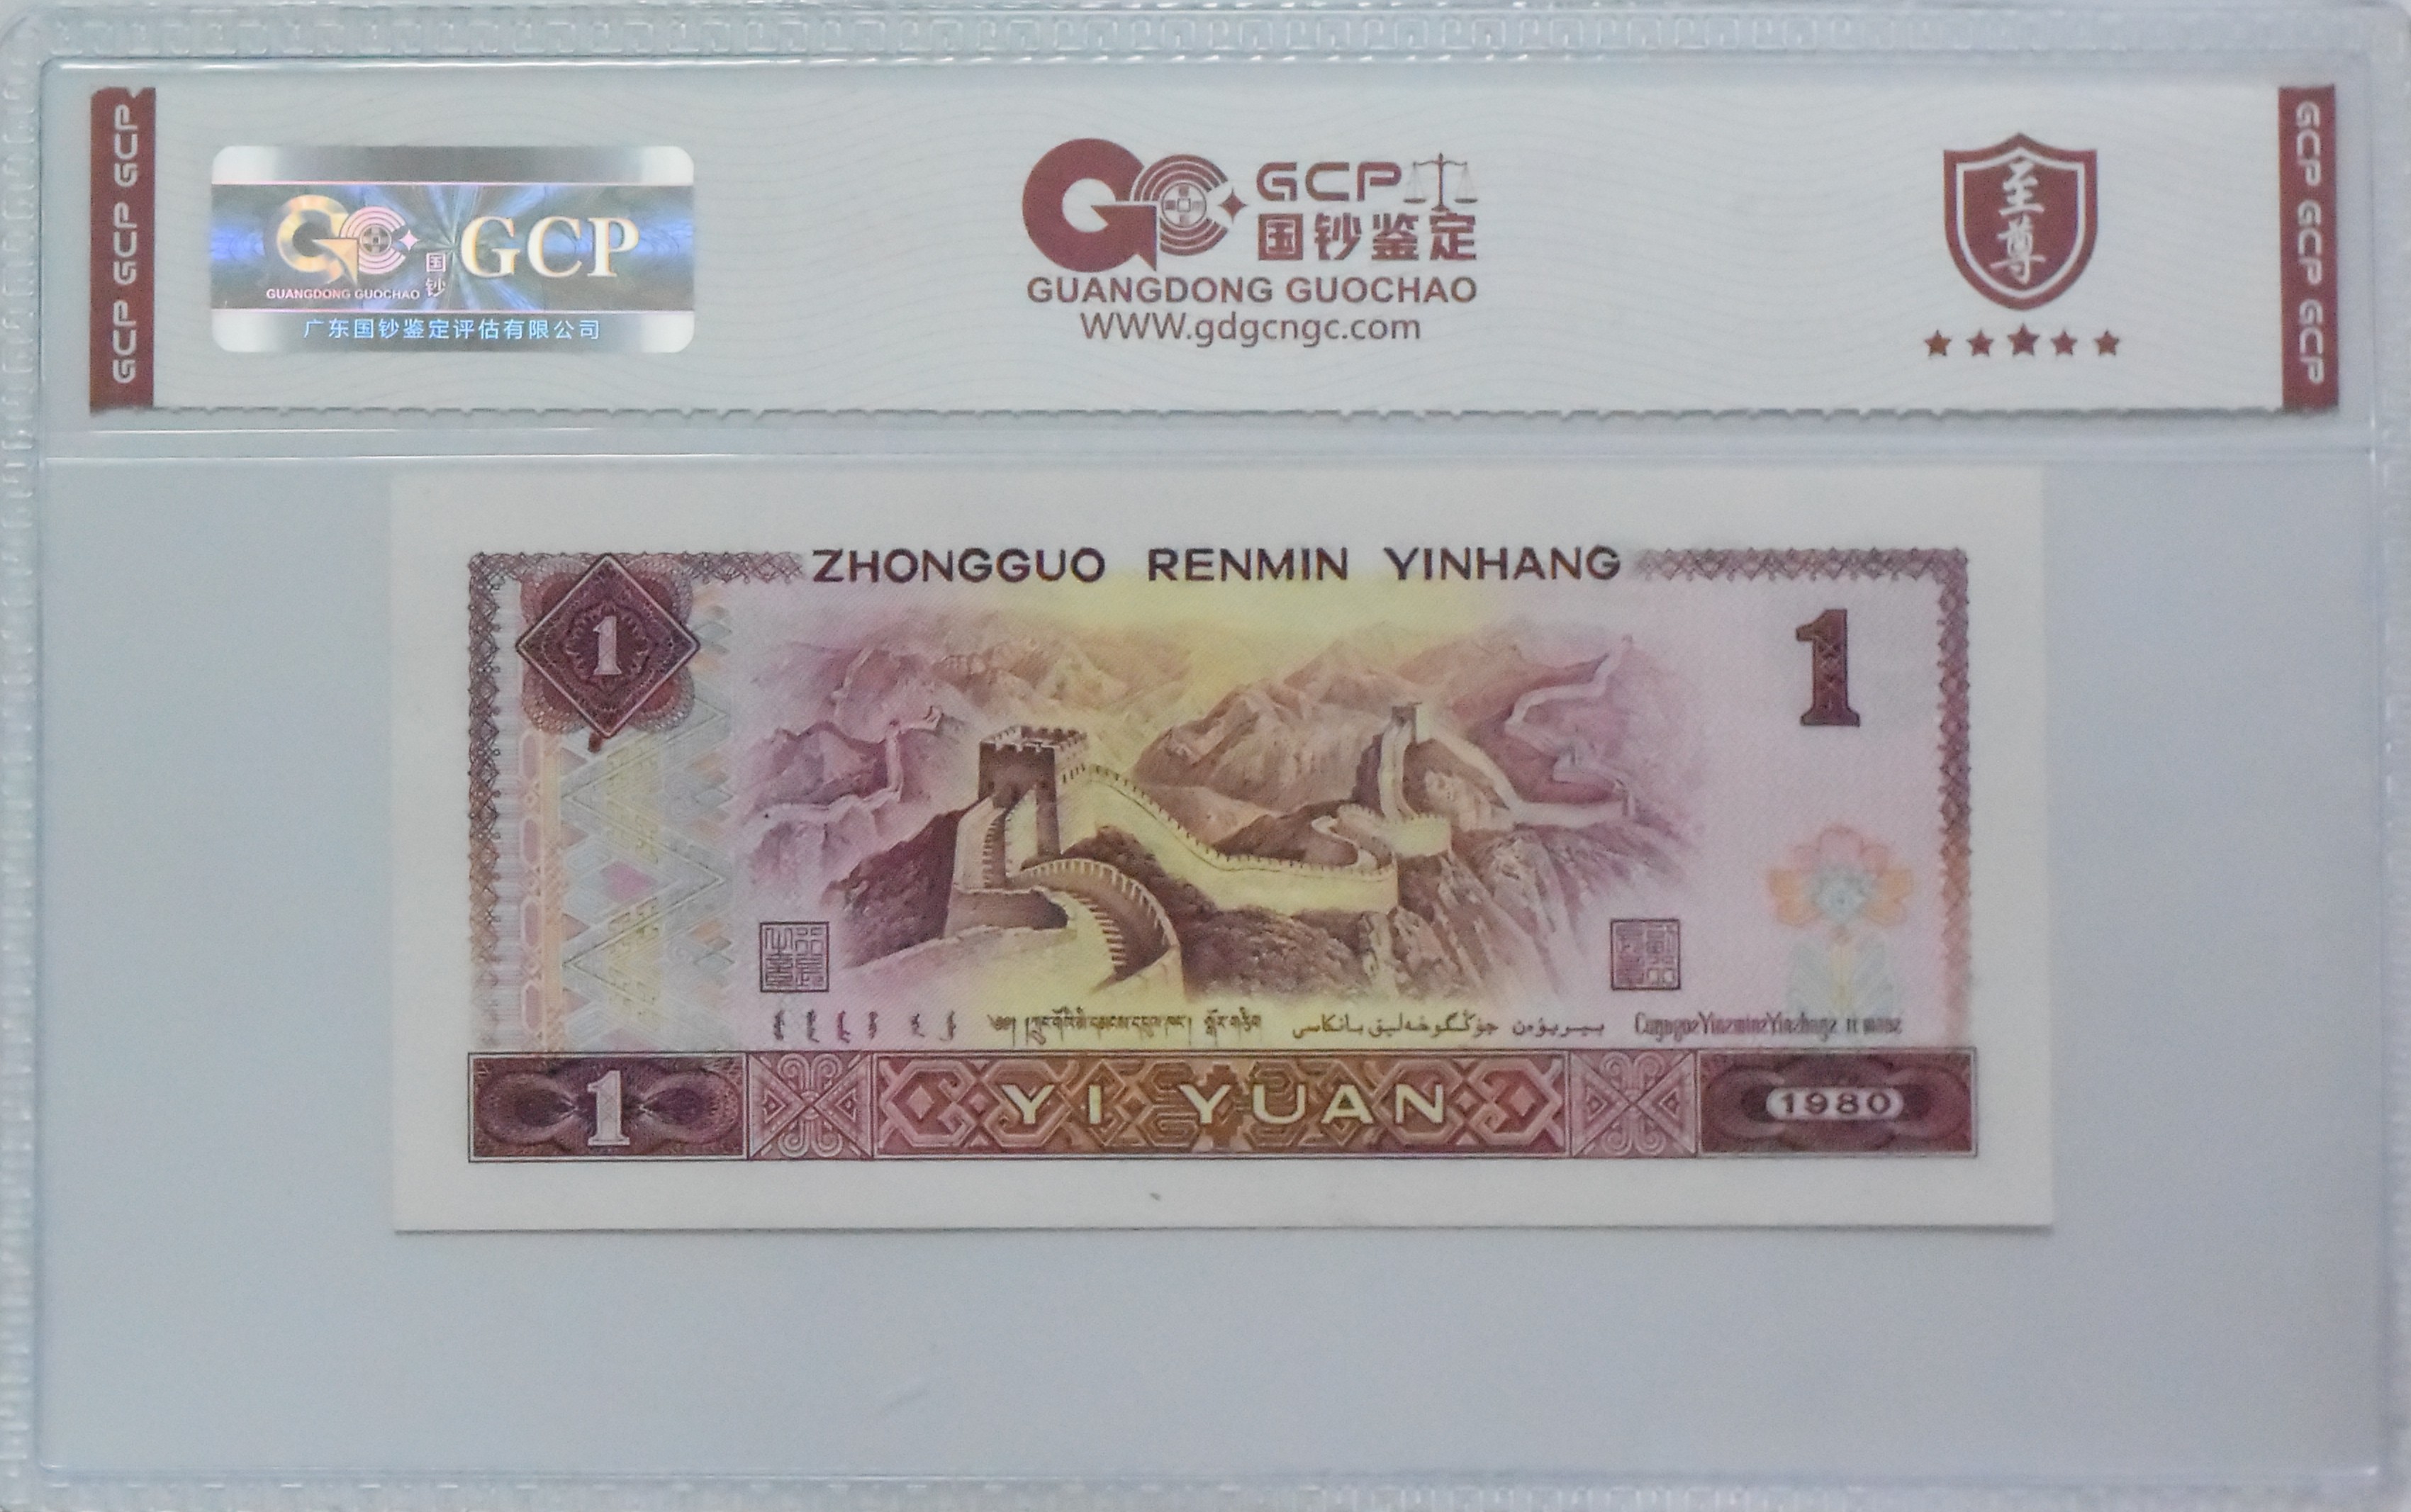 GCP GCP GCP
GCP
国钞
GUANGDONG GUOCHAO
广东国钞鉴定评估有限公司
GCP
国钞鉴定
GUANGDONG GUOCHAO
WWW.gdgcngc.com
至尊
GCP GCP GCP
ZHONGGUO RENMIN YINHANG
1
1
1
YI YUAN
1980